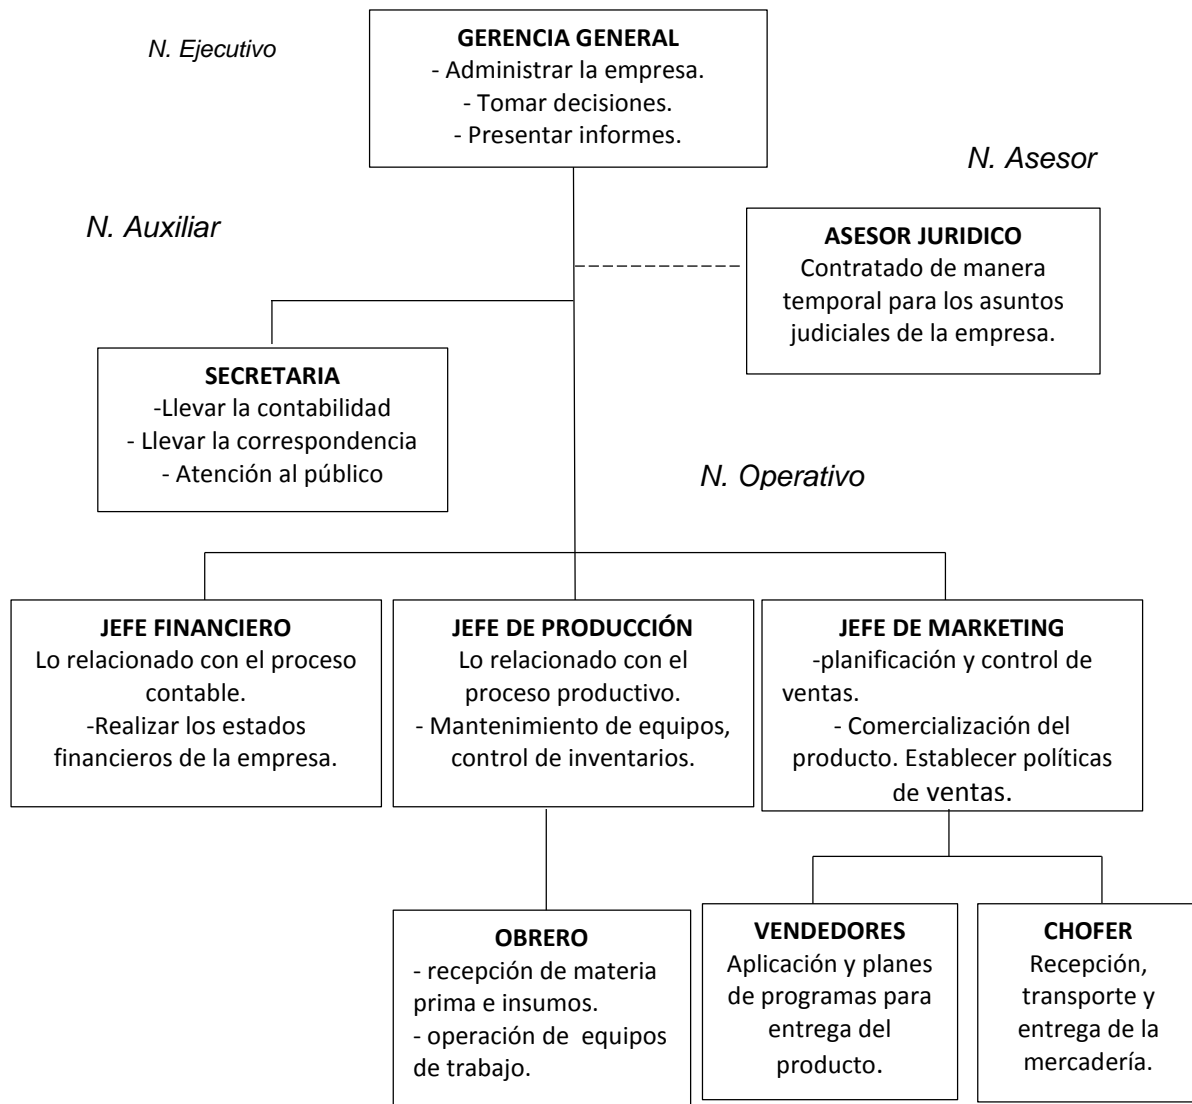 N. Ejecutivo
GERENCIA GENERAL
- Administrar la empresa.
- Tomar decisiones.
- Presentar informes.
N. Asesor
N. Auxiliar
ASESOR JURIDICO
Contratado de manera
temporal para los asuntos
judiciales de la empresa.
SECRETARIA
-Llevar la contabilidad
- Llevar la correspondencia
- Atención al público
N. Operativo
JEFE FINANCIERO
Lo relacionado con el proceso
contable.
-Realizar los estados
financieros de la empresa.
JEFE DE PRODUCCIÓN
Lo relacionado con el
proceso productivo.
- Mantenimiento de equipos,
control de inventarios.
JEFE DE MARKETING
-planificación y control de
ventas.
- Comercialización del
producto. Establecer políticas
de ventas.
OBRERO
- recepción de materia
prima e insumos.
- operación de  equipos
de trabajo.
VENDEDORES
Aplicación y planes
de programas para
entrega del
producto.
CHOFER
Recepción,
transporte y
entrega de la
mercadería.